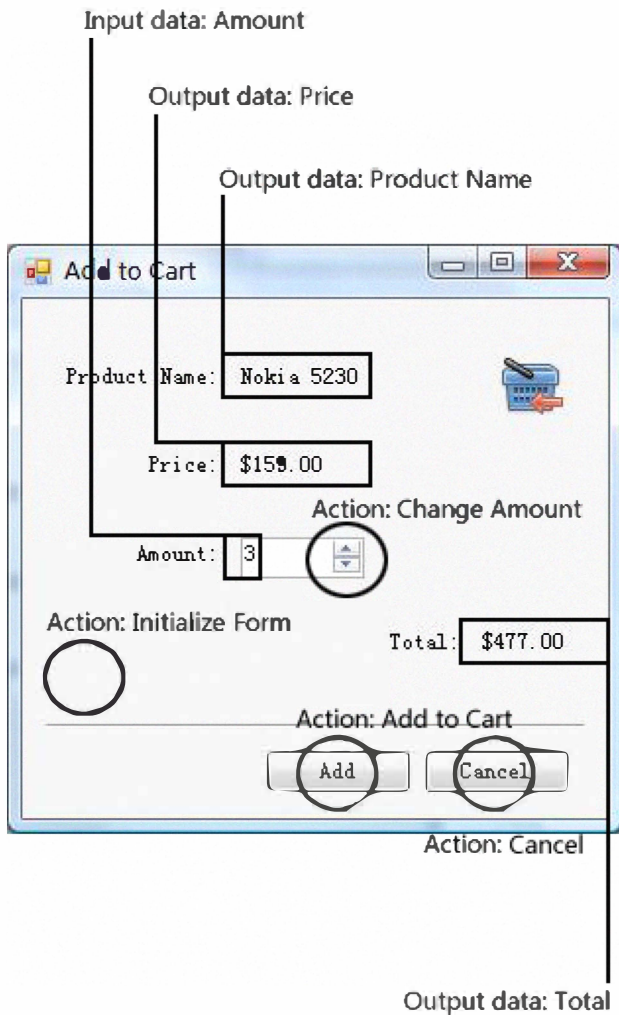 Input data: Amount
Output data: Price
Output data: Product Name
Add to Cart
Product Name: Nokia 5230
Price: $159.00
Action: Change Amount
Amount: 3
Action: Initialize Form
Total: $477.00
Action: Add to Cart
Add Cancel
Action: Cancel
Output data: Total